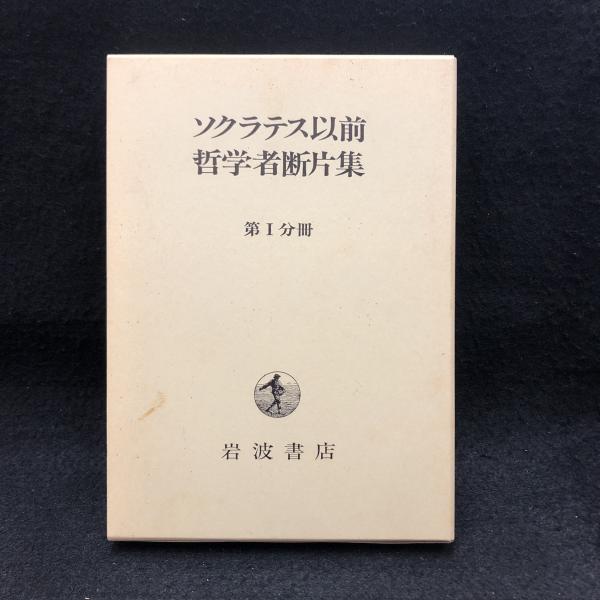 ソクラテス以前
哲学者断片集
第Ⅰ分冊
岩波書店